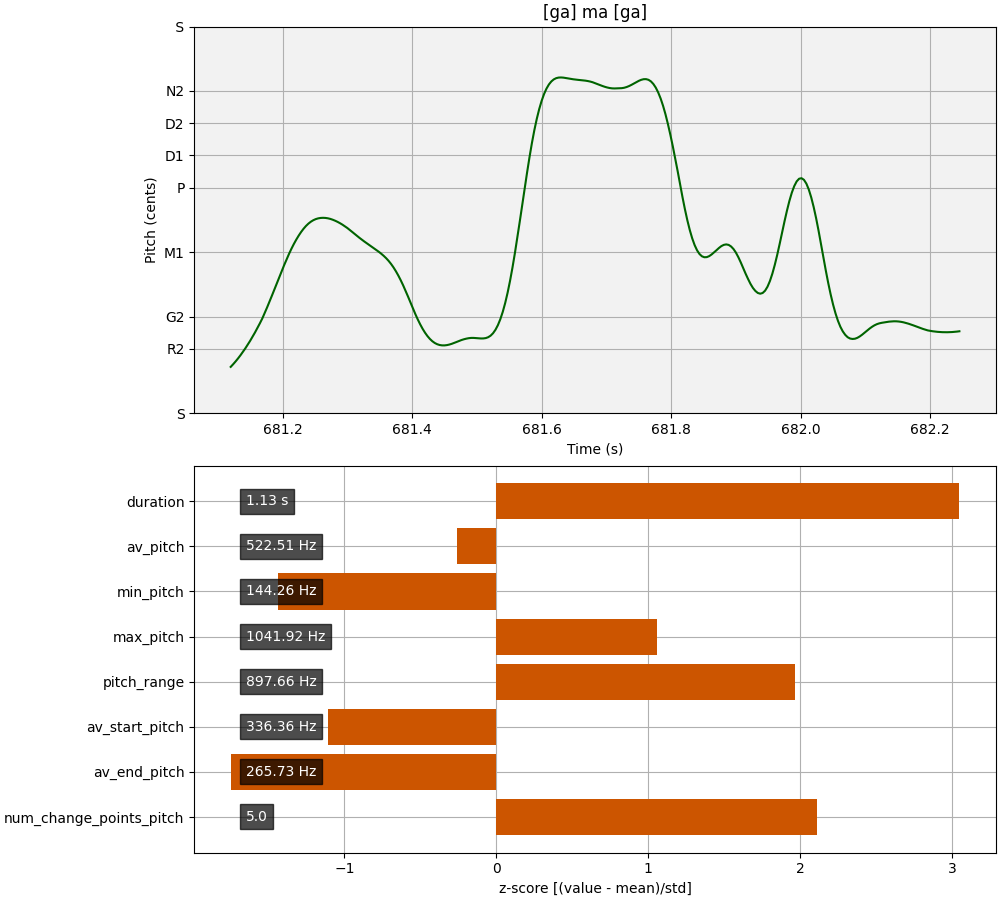 [ga] ma [ga]
S
N2
D2
D1
P
M1
G2
R2
S
Pitch (cents)
681.2 681.4 681.6 681.8 682.0 682.2
Time (s)
duration 1.13 s
av_pitch 522.51 Hz
min_pitch 144.26 Hz
max_pitch 1041.92 Hz
pitch_range 897.66 Hz
av_start_pitch 336.36 Hz
av_end_pitch 265.73 Hz
num_change_points_pitch 5.0
−1 0 1 2 3
z-score [(value - mean)/std]